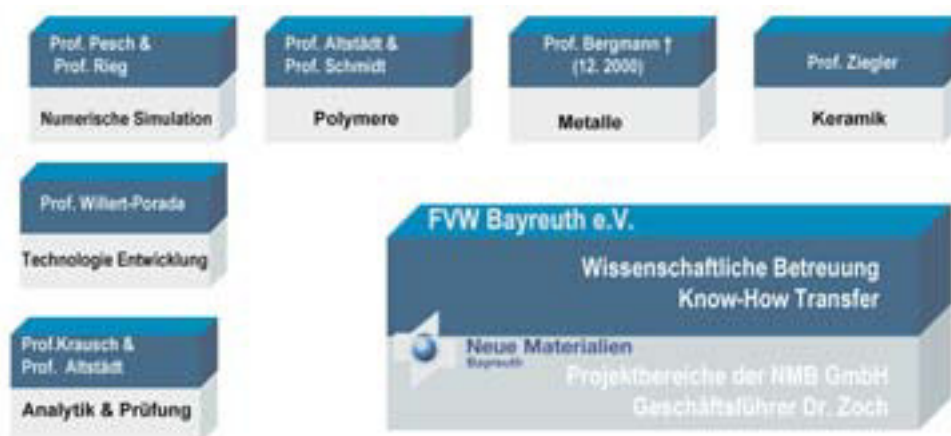 Prof. Pesch &
Prof. Rieg
Numerische Simulation
Prof. Altstädt &
Prof. Schmidt
Polymere
Prof. Bergmann †
(12. 2000)
Metalle
Prof. Ziegler
Keramik
Prof. Willert-Porada
Technologie Entwicklung
Prof.Krausch &
Prof. Altstädt
Analytik & Prüfung
FVW Bayreuth e.V.
Wissenschaftliche Betreuung
Know-How Transfer
Neue Materialien
Bayreuth
Projektbereiche der NMB GmbH
Geschäftsführer Dr. Zoch